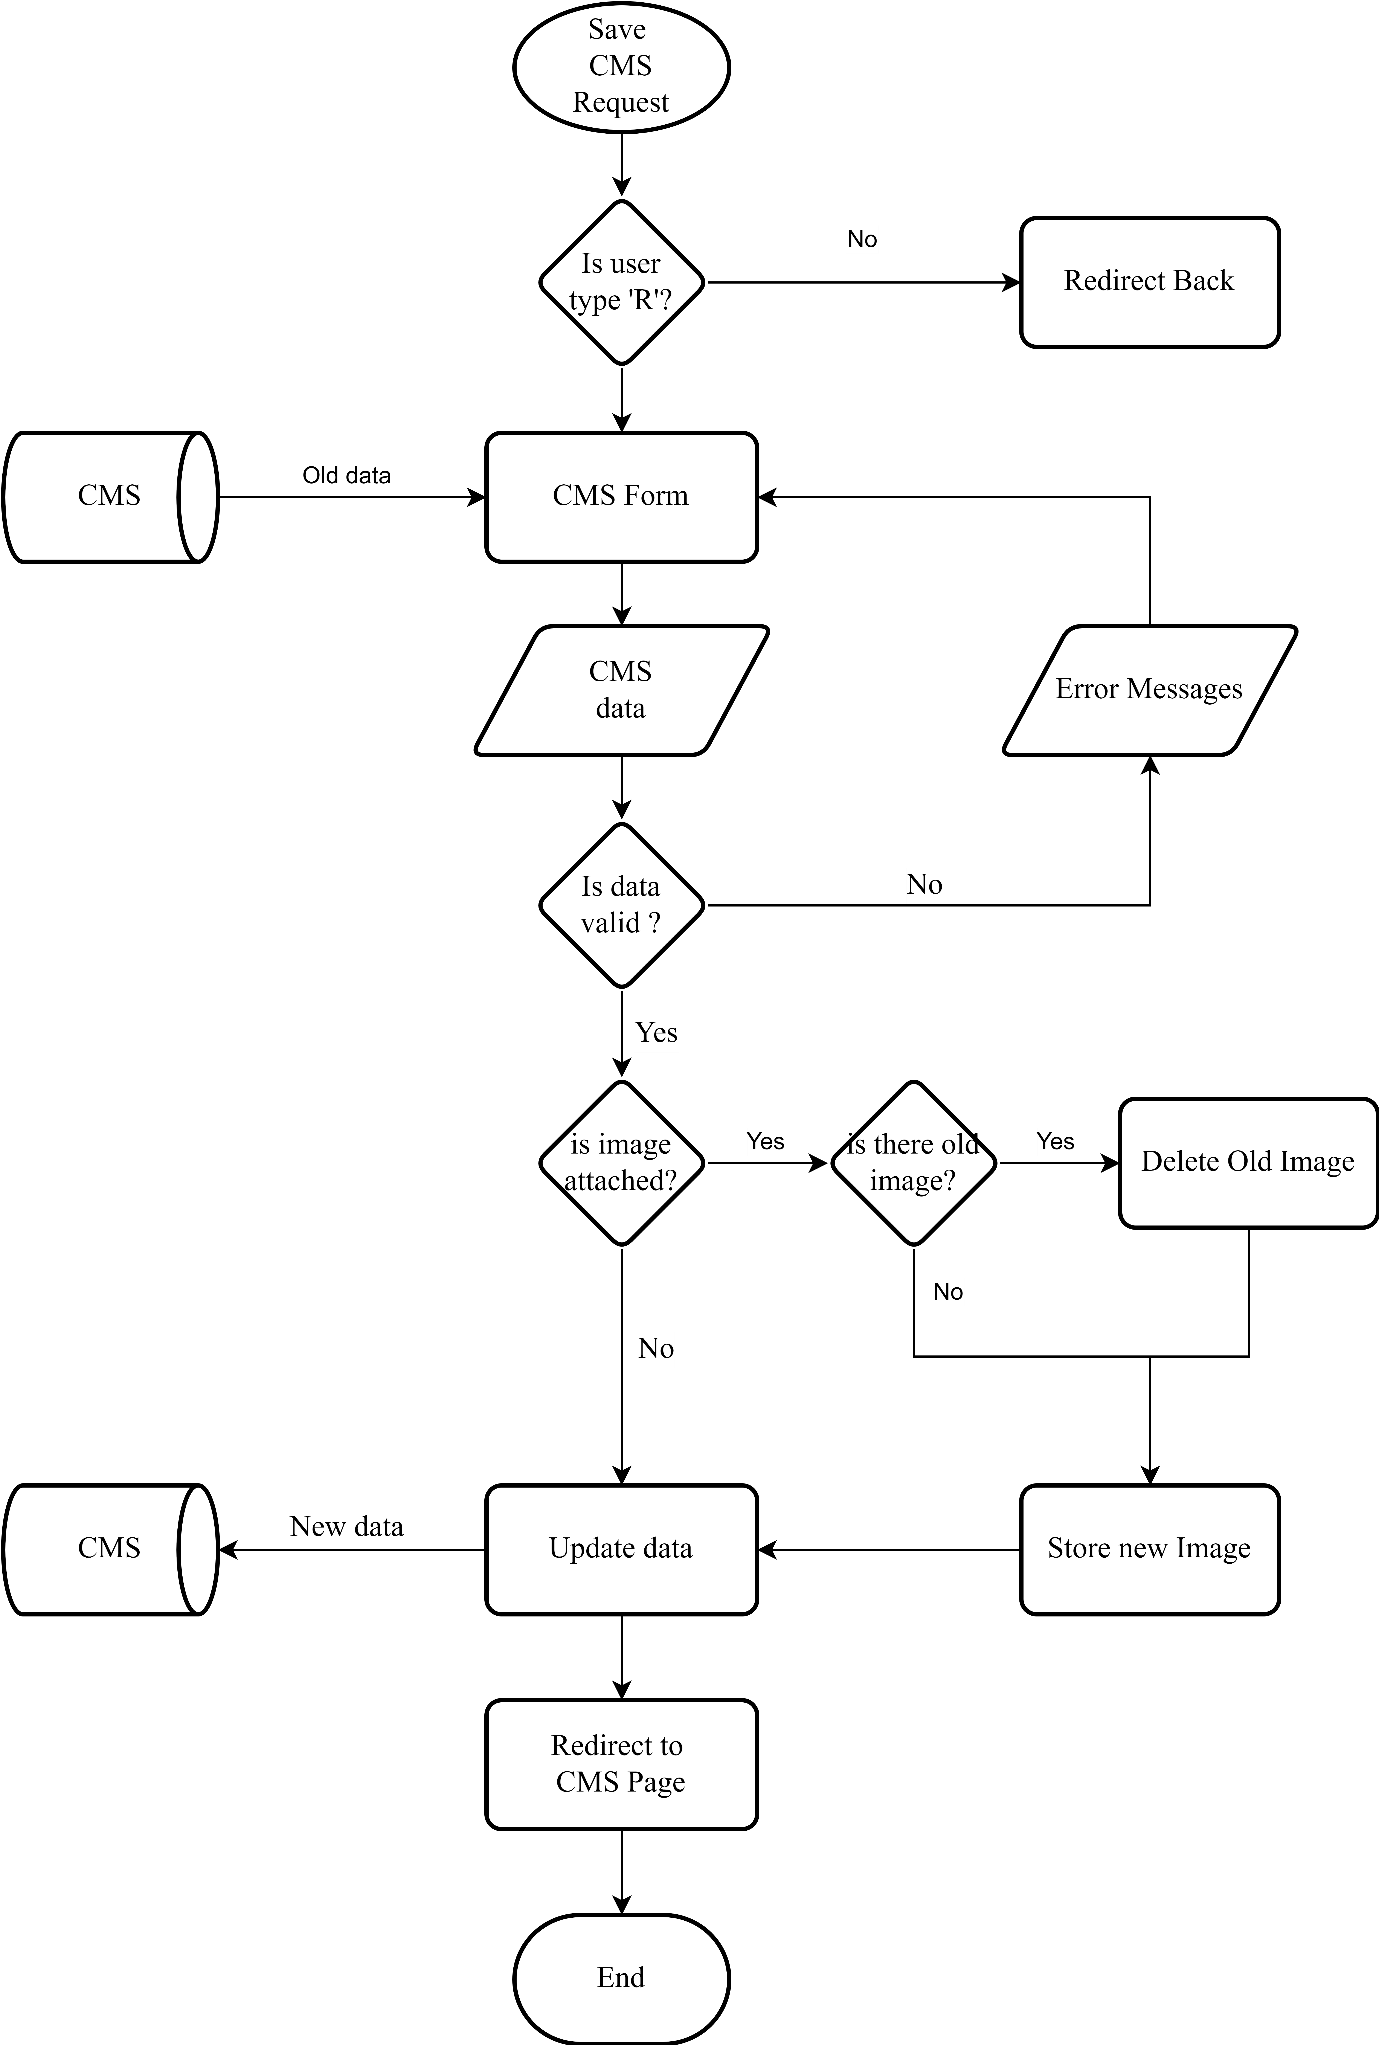 Save
CMS
Request
Is user
type 'R'?
No
Redirect Back
CMS
Old data
CMS Form
CMS
data
Error Messages
Is data
valid ?
No
Yes
is image
attached?
Yes
is there old
image?
Yes
Delete Old Image
No
No
CMS
New data
Update data
Store new Image
Redirect to
CMS Page
End